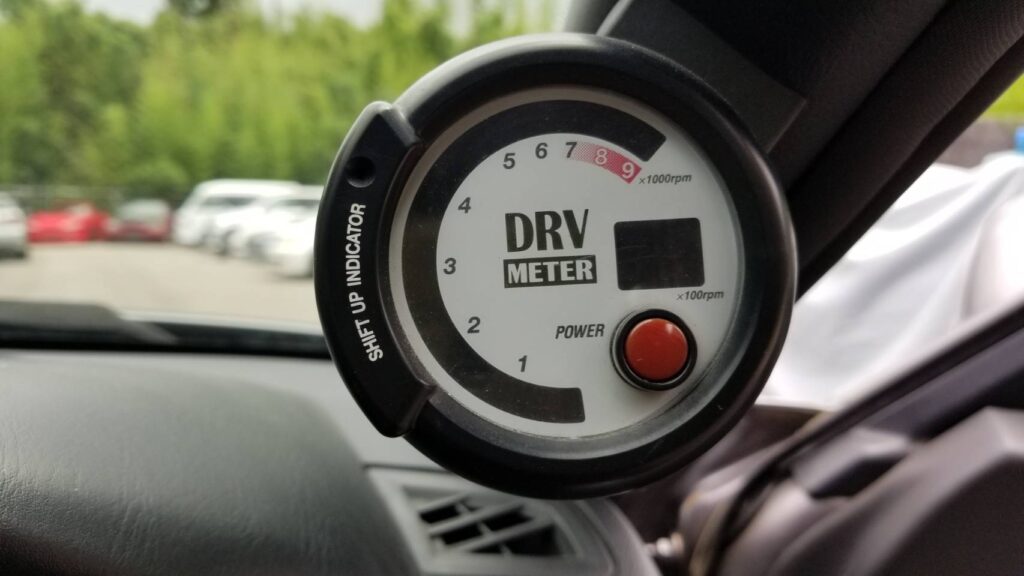 SHIFT UP INDICATOR
1
2
3
4
5
6
7
8
9
×1000rpm
DRV
METER
×100rpm
POWER